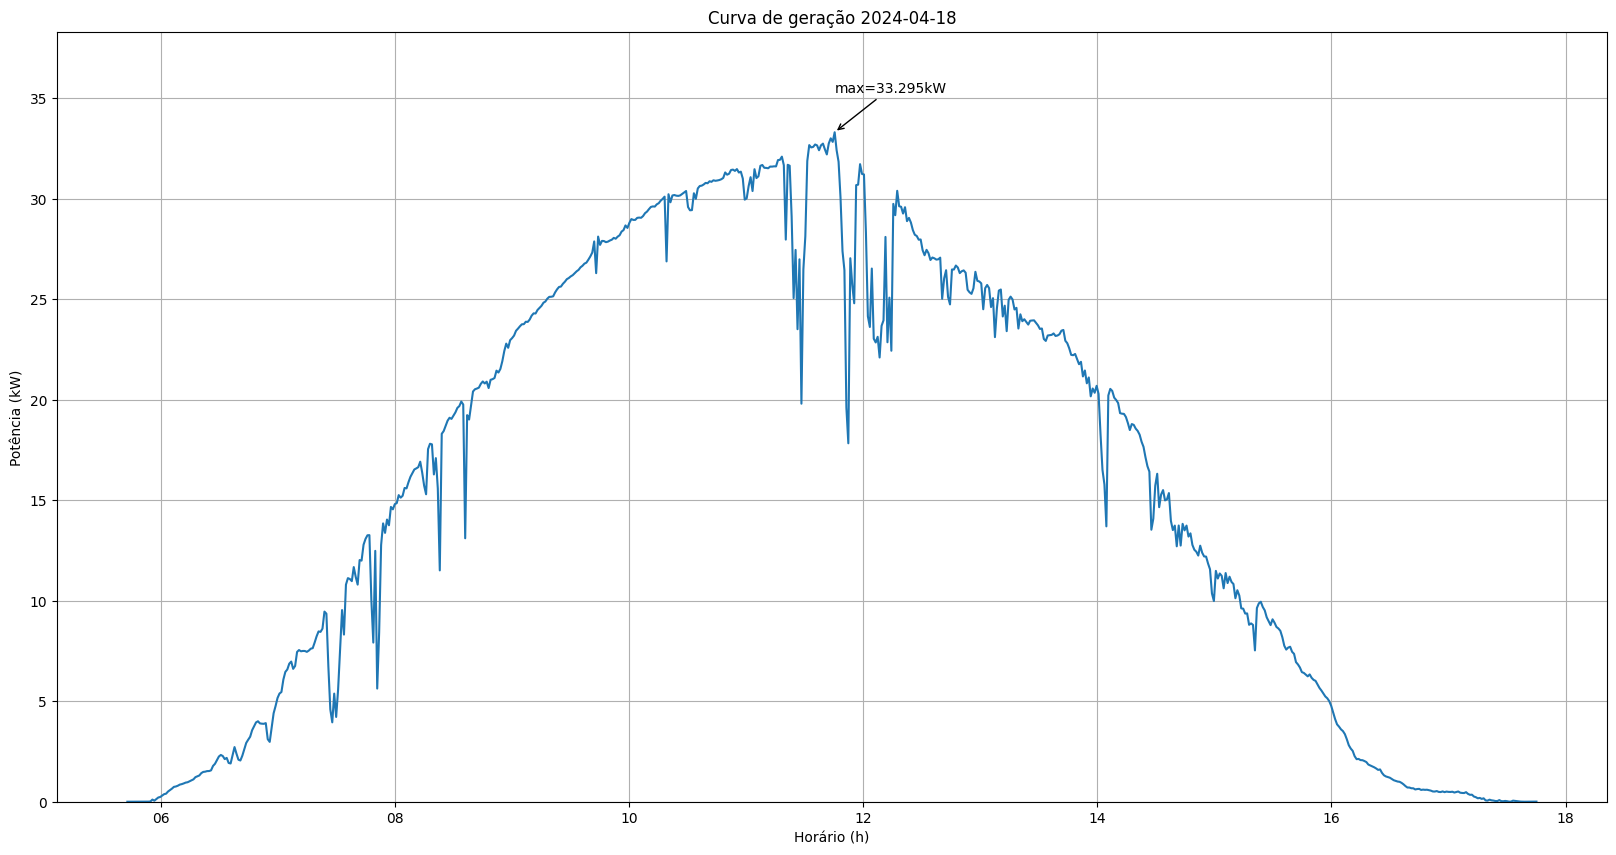 Curva de geração 2024-04-18
max=33.295kW
35
30
25
20
15
10
5
0
Potência (kW)
06 08 10 12 14 16 18
Horário (h)